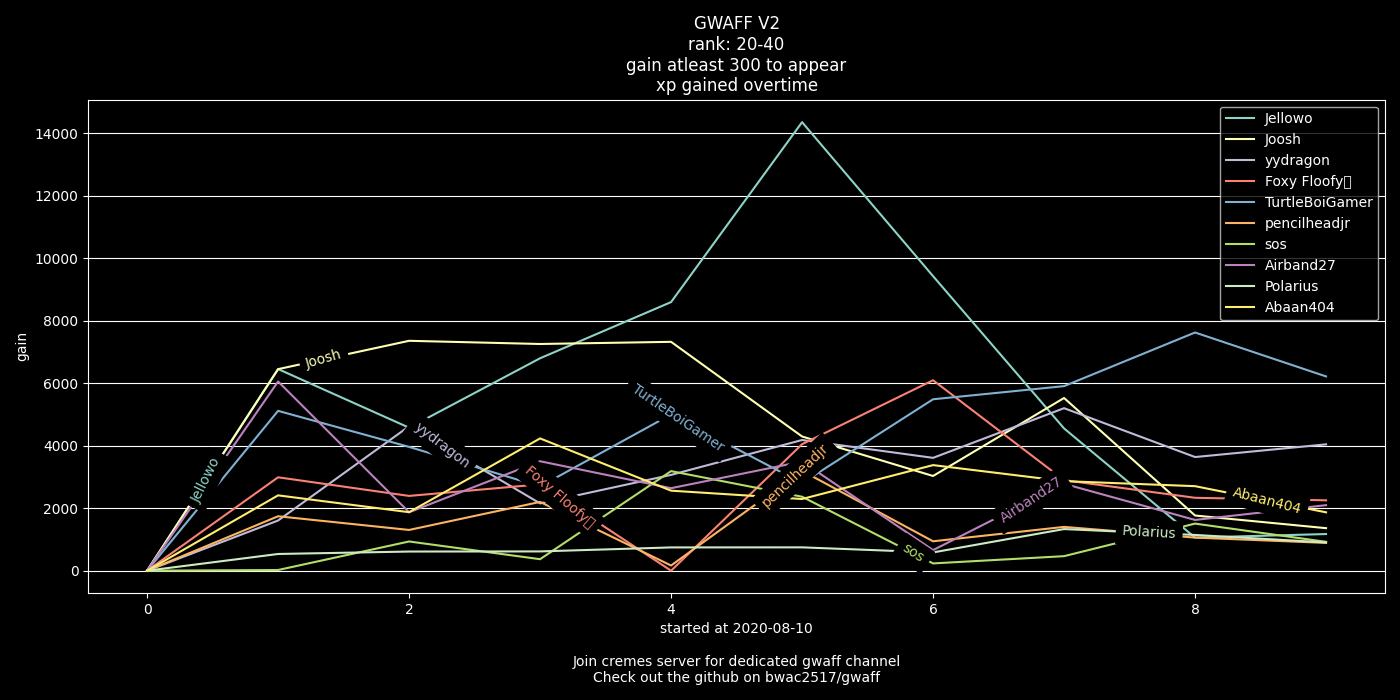 GWAFF V2
rank: 20-40
gain atleast 300 to appear
xp gained overtime
14000
12000
10000
8000
6000
4000
2000
0
gain
Jellowo
Joosh
yydragon
Foxy Floofy
TurtleBoiGamer
pencilheadjr
sos
Airband27
Polarius
Abaan404
Jellowo
Joosh
yydragon
Foxy Floofy
TurtleBoiGamer
pencilheadjr
sos
Airband27
Polarius
Abaan404
0
2
4
6
8
started at 2020-08-10
Join cremes server for dedicated gwaff channel
Check out the github on bwac2517/gwaff